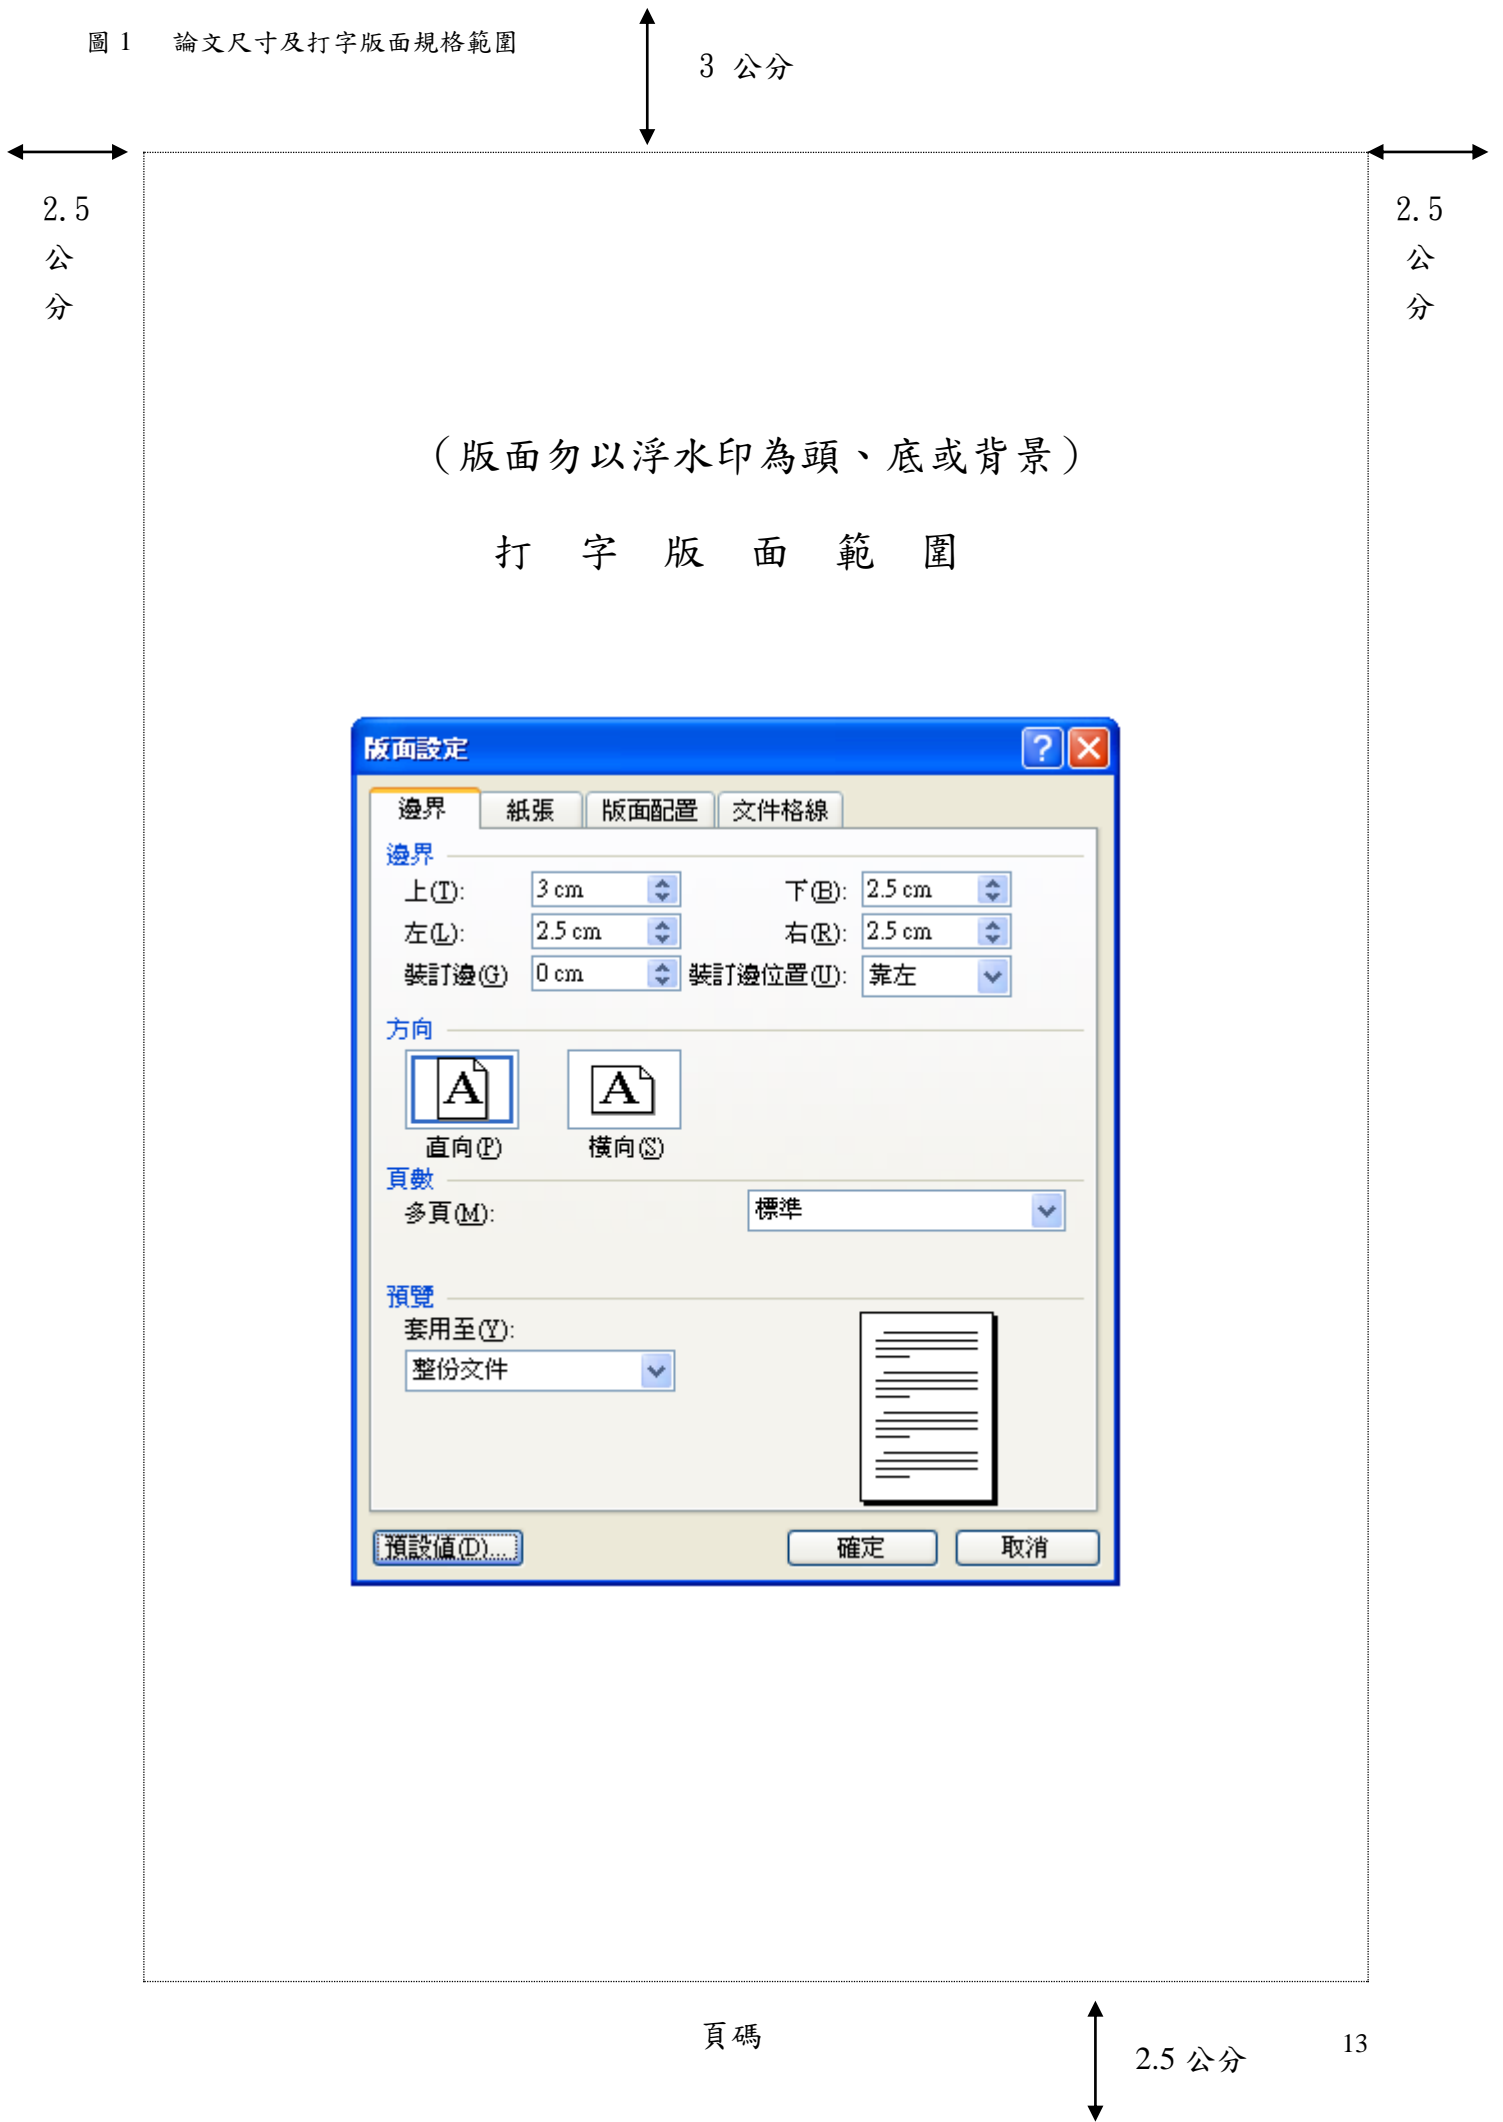 圖 1 論文尺寸及打字版面規格範圍
3 公分
2.5
公
分
2.5
公
分
（版面勿以浮水印為頭、底或背景）
打 字 版 面 範 圍
版面設定
邊界 紙張 版面配置 文件格線
邊界
上(T): 3 cm 下(B): 2.5 cm
左(L): 2.5 cm 右(R): 2.5 cm
裝訂邊(G) 0 cm 裝訂邊位置(U): 靠左
方向
A A
直向(P) 橫向(S)
頁數
多頁(M): 標準
預覽
套用至(Y):
整份文件
預設值(D)... 確定 取消
頁碼
2.5 公分
13